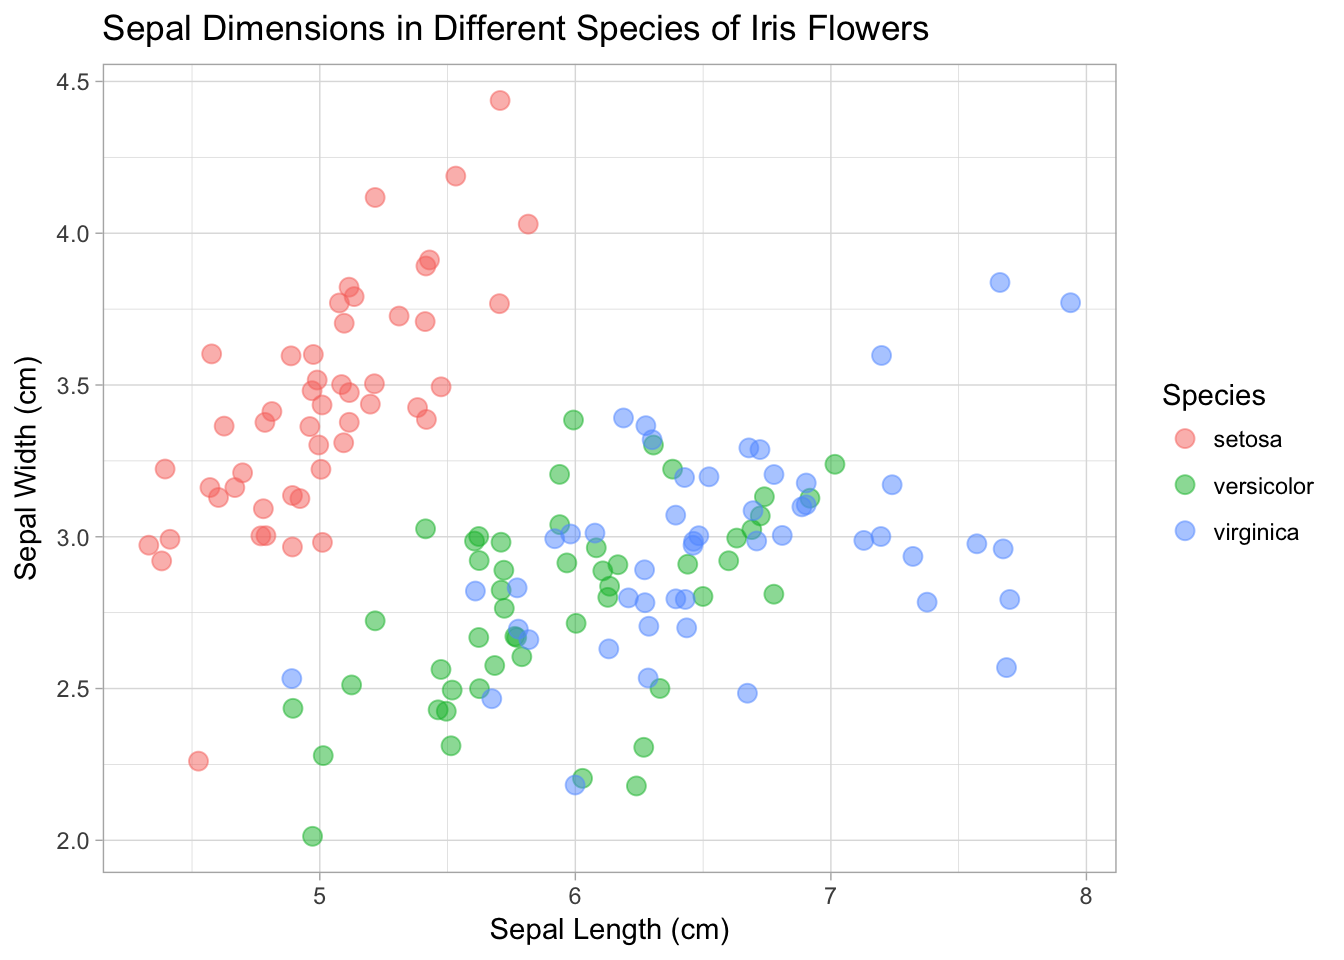 Sepal Dimensions in Different Species of Iris Flowers
4.5
4.0
3.5
3.0
2.5
2.0
Sepal Width (cm)
5 6 7 8
Sepal Length (cm)
Species
setosa
versicolor
virginica